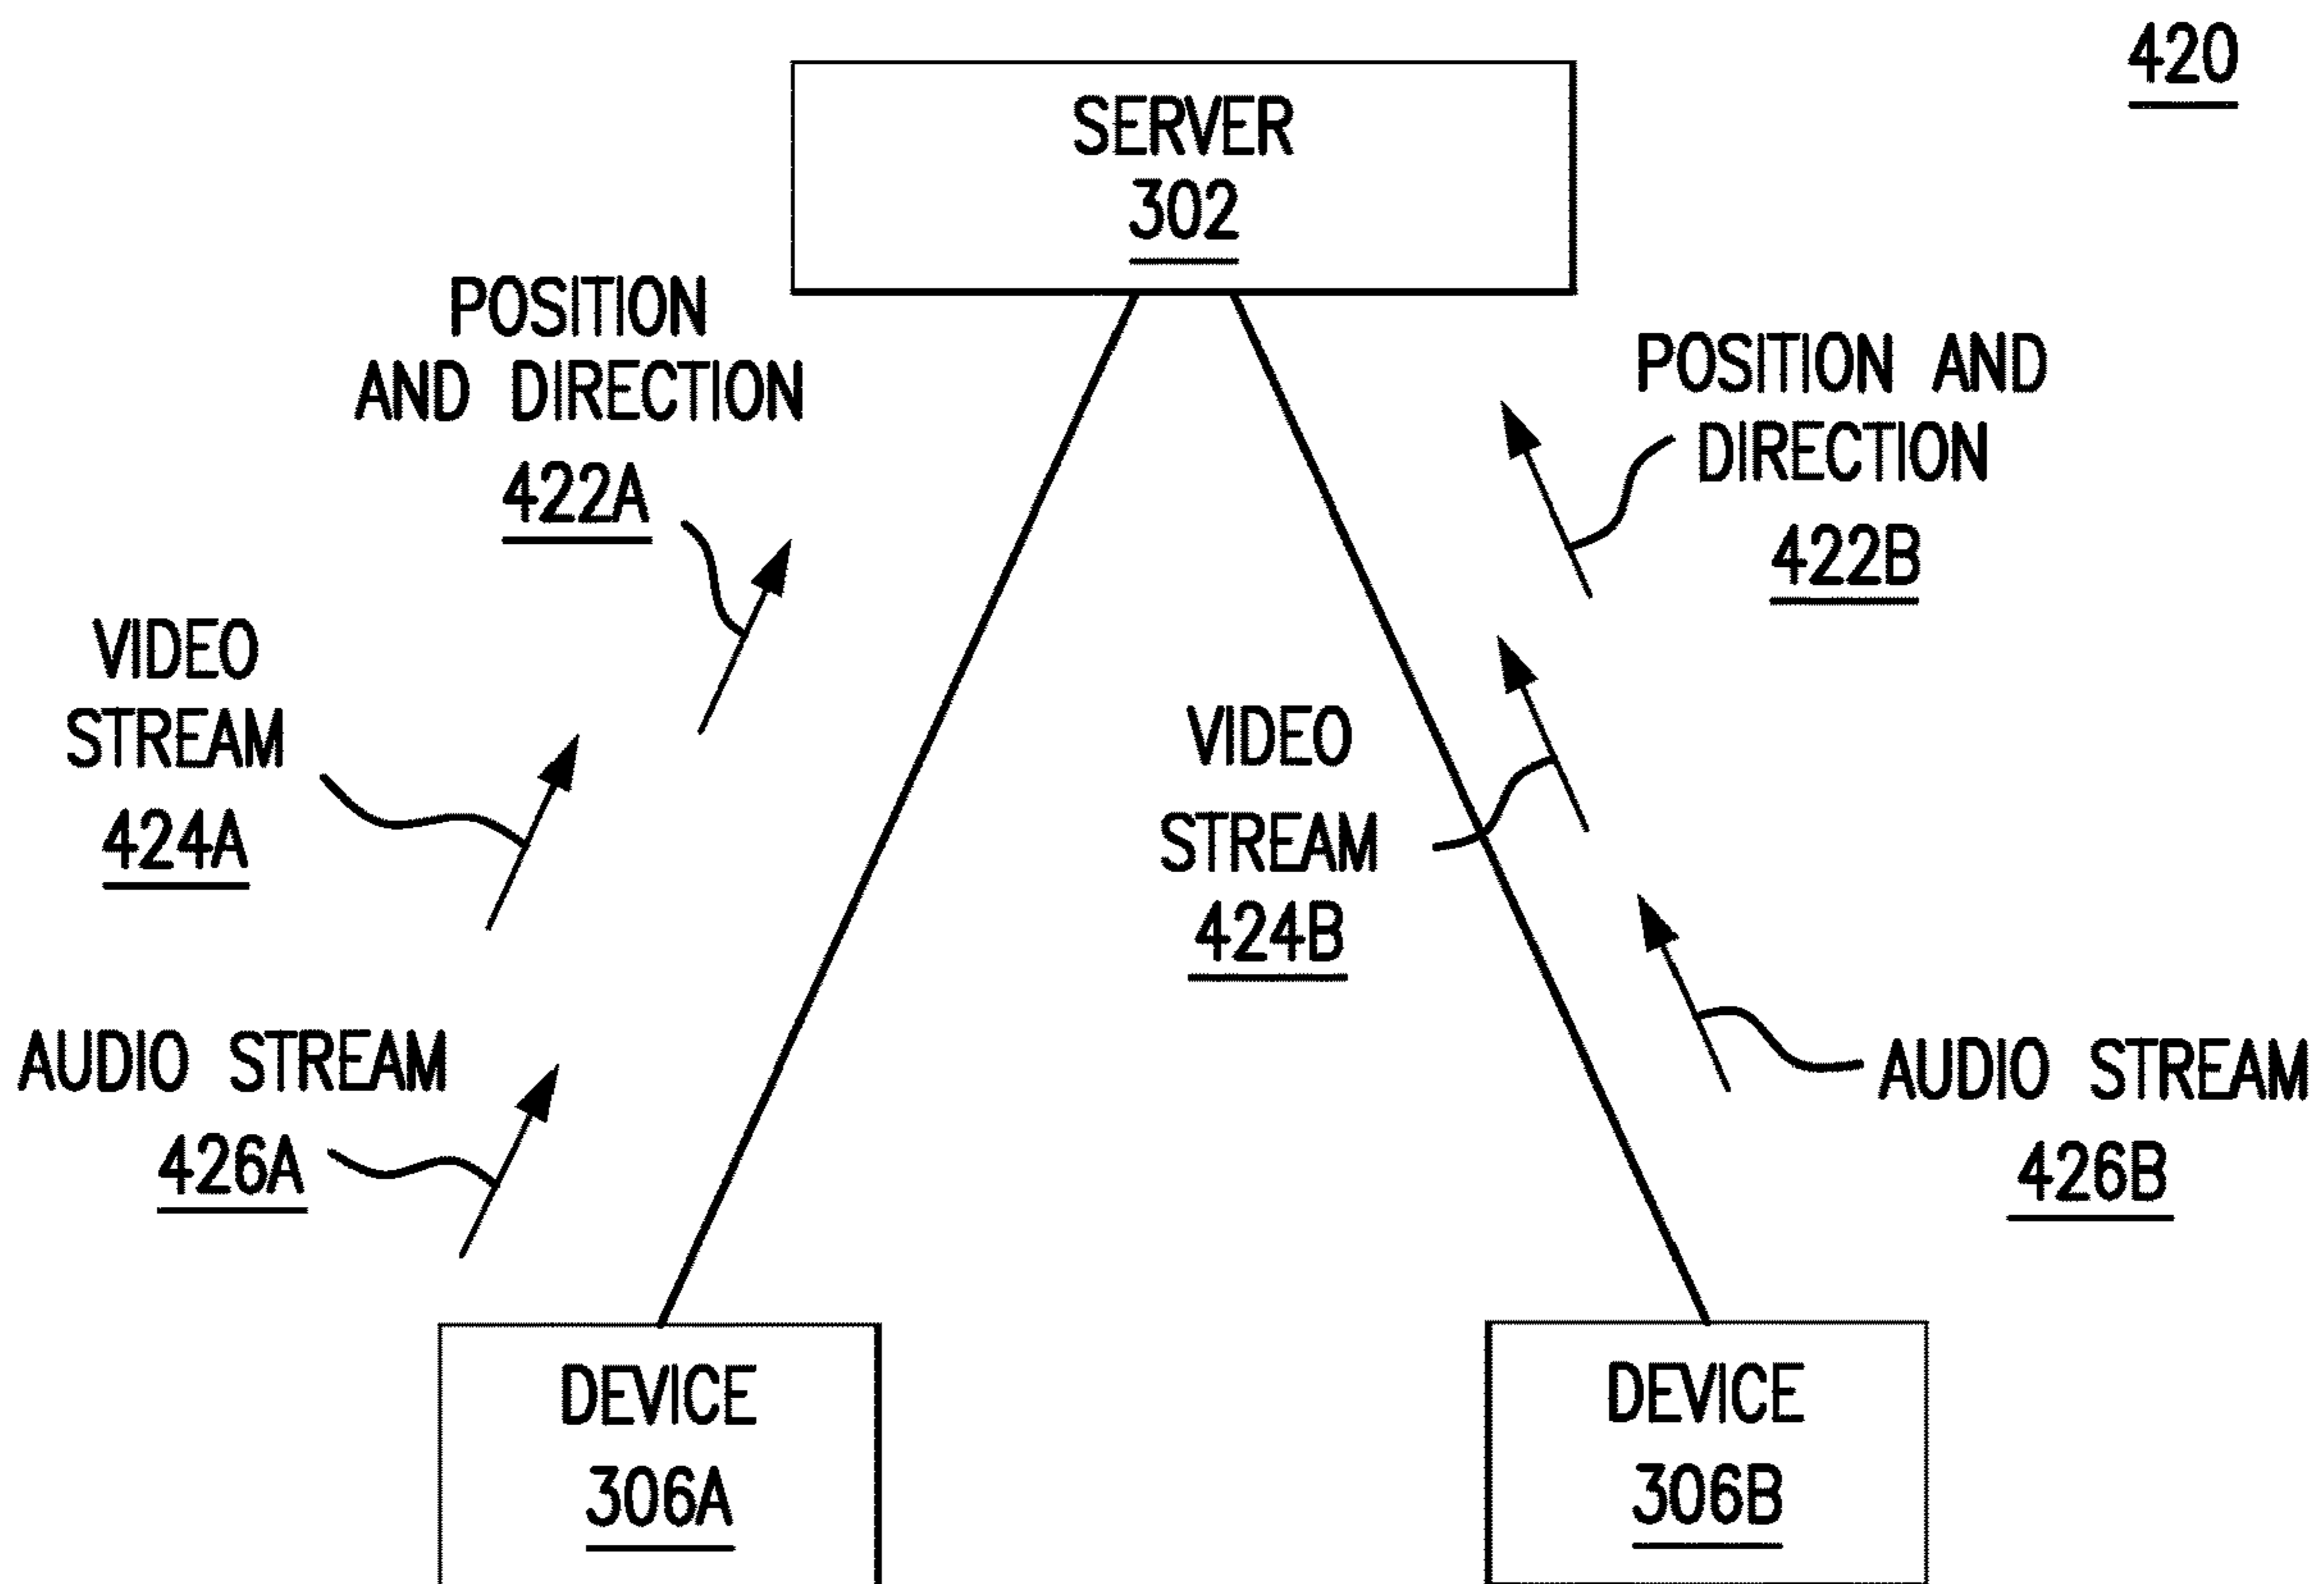 420
SERVER
302
POSITION
AND DIRECTION
422A
POSITION AND
DIRECTION
422B
VIDEO
STREAM
424A
VIDEO
STREAM
424B
AUDIO STREAM
426A
AUDIO STREAM
426B
DEVICE
306A
DEVICE
306B